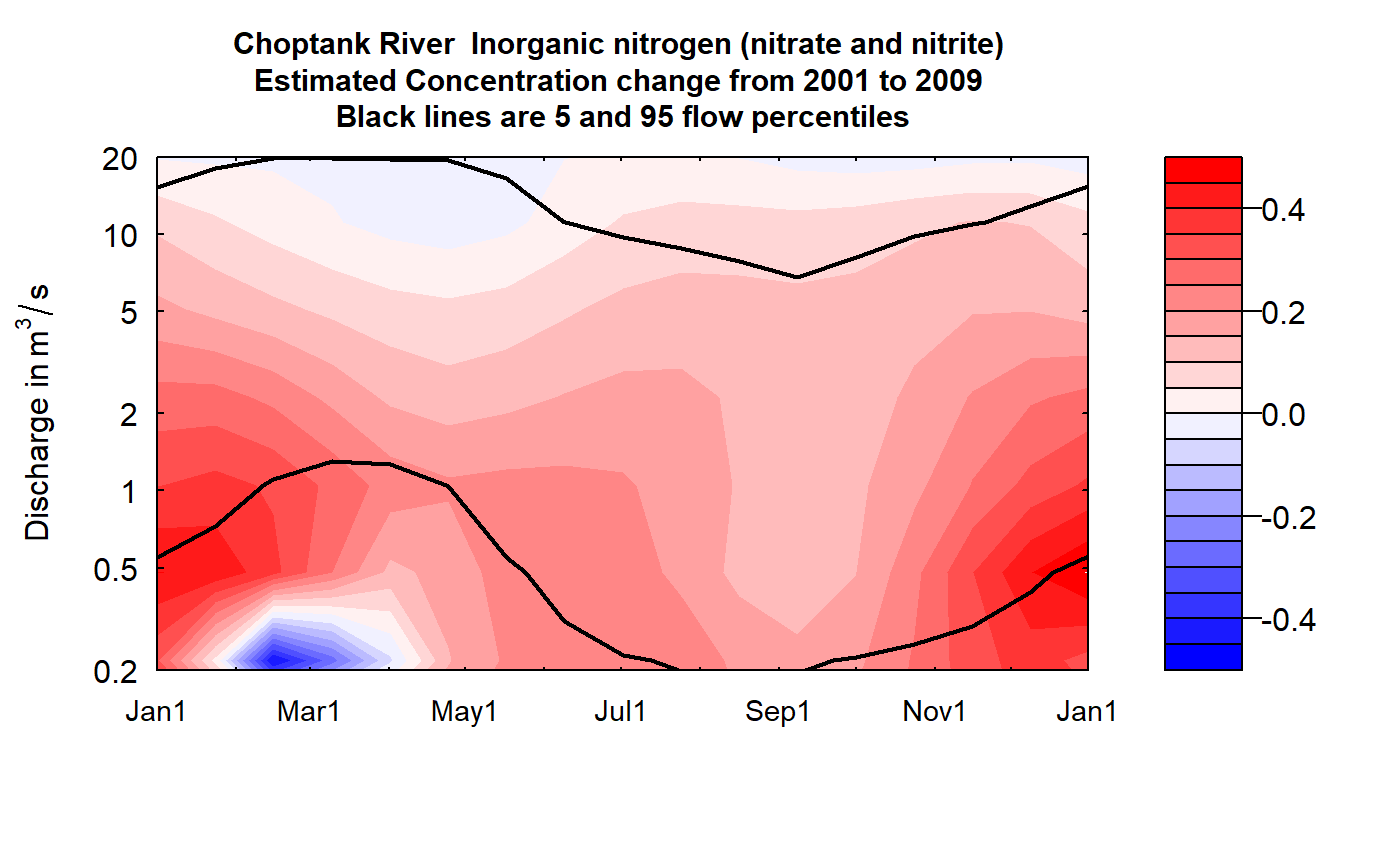 Choptank River  Inorganic nitrogen (nitrate and nitrite)
Estimated Concentration change from 2001 to 2009
Black lines are 5 and 95 flow percentiles
Discharge in m³/s
20
10
5
2
1
0.5
0.2
Jan1
Mar1
May1
Jul1
Sep1
Nov1
Jan1
0.4
0.2
0.0
-0.2
-0.4